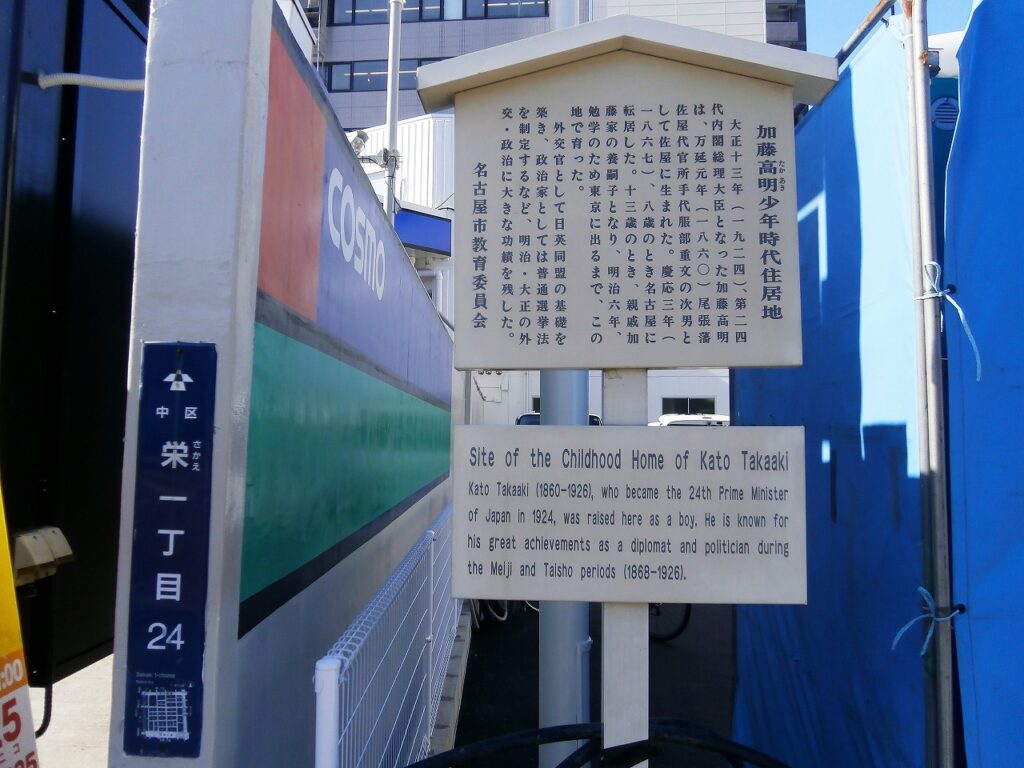 加藤高明少年時代住居地
たかあき
大正十三年(一九二四)、第二四
代内閣総理大臣となった加藤高明
は、万延元年(一八六〇)尾張藩
佐屋代官所手代服部重文の次男と
して佐屋に生まれた。慶応三年(
一八六七)、八歳のとき名古屋に
転居した。十三歳のとき、親戚加
藤家の養嗣子となり、明治六年、
勉学のため東京に出るまで、この
地で育った。
外交官として日英同盟の基礎を
築き、政治家としては普通選挙法
を制定するなど、明治・大正の外
交・政治に大きな功績を残した。
名古屋市教育委員会
Site of the Childhood Home of Kato Takaaki
Kato Takaaki (1860-1926), who became the 24th Prime Minister
of Japan in 1924, was raised here as a boy. He is known for
his great achievements as a diplomat and politician during
the Meiji and Taisho periods (1868-1926).
COSMO
中区
栄一丁目
さかえ
24
Sakae 1-chome